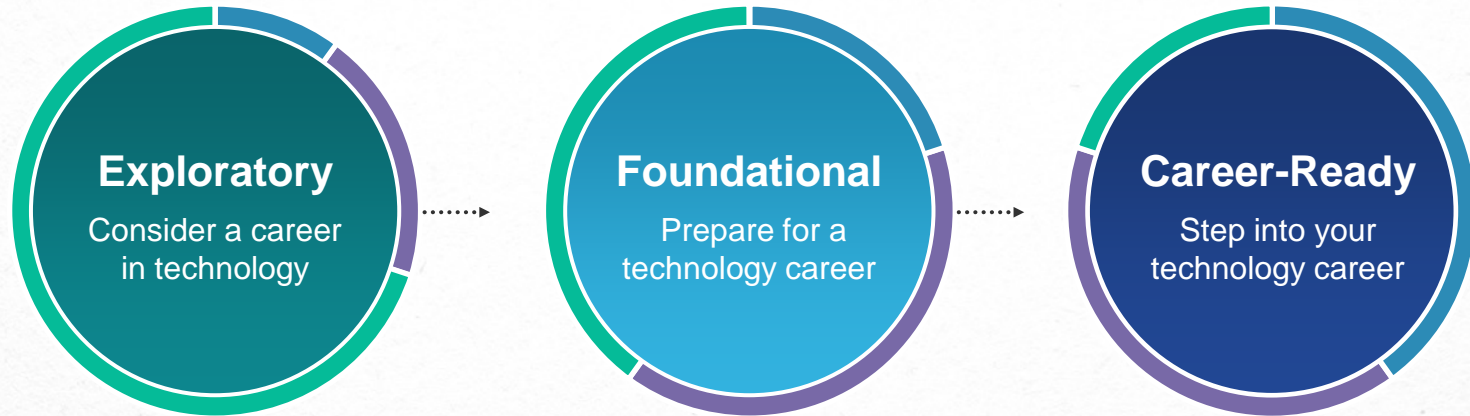 Exploratory
Consider a career
in technology
Foundational
Prepare for a
technology career
Career-Ready
Step into your
technology career